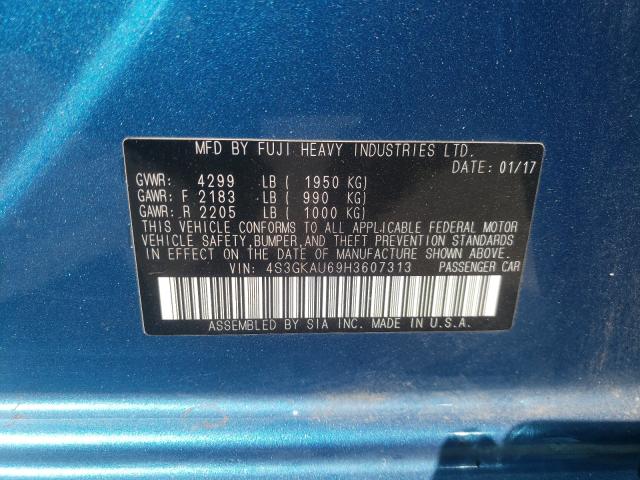 MFD BY FUJI HEAVY INDUSTRIES LTD.
DATE: 01/17
GVWR: 4299 LB ( 1950 KG)
GAWR: F 2183 LB ( 990 KG)
GAWR: R 2205 LB ( 1000 KG)
THIS VEHICLE CONFORMS TO ALL APPLICABLE FEDERAL MOTOR
VEHICLE SAFETY, BUMPER, AND THEFT PREVENTION STANDARDS
IN EFFECT ON THE DATE OF MANUFACTURE SHOWN ABOVE.
VIN: 4S3GKAU69H3607313 PASSENGER CAR
ASSEMBLED BY SIA INC. MADE IN U.S.A.